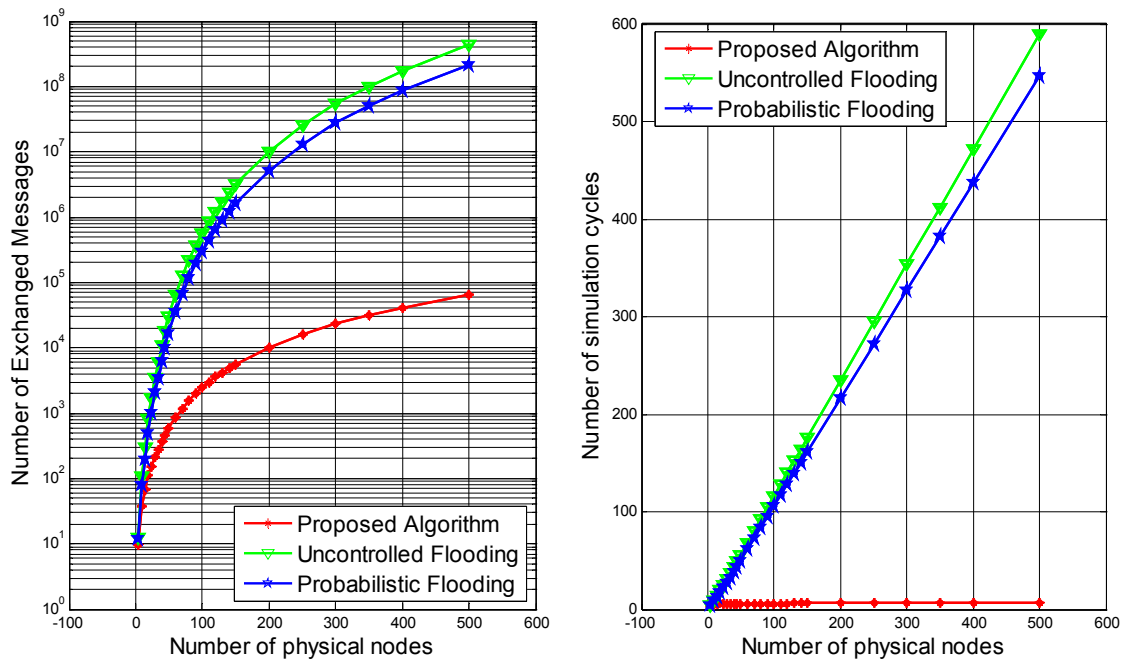 10^9
10^8
10^7
10^6
10^5
10^4
10^3
10^2
10^1
10^0
Number of Exchanged Messsages
-100 0 100 200 300 400 500 600
Number of physical nodes
Proposed Algorithm
Uncontrolled Flooding
Probabilistic Flooding
600
500
400
300
200
100
0
Number of simulation cycles
-100 0 100 200 300 400 500 600
Number of physical nodes
Proposed Algorithm
Uncontrolled Flooding
Probabilistic Flooding